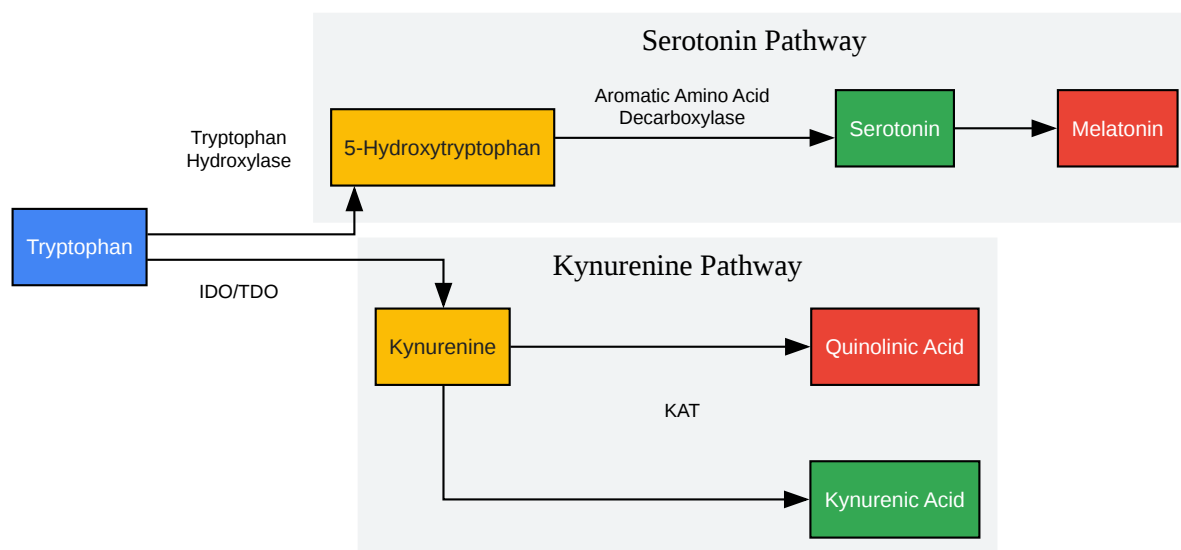 Serotonin Pathway
Aromatic Amino Acid
Decarboxylase
Tryptophan
Hydroxylase
5-Hydroxytryptophan
Serotonin
Melatonin
Tryptophan
IDO/TDO
Kynurenine Pathway
Kynurenine
Quinolinic Acid
KAT
Kynurenic Acid